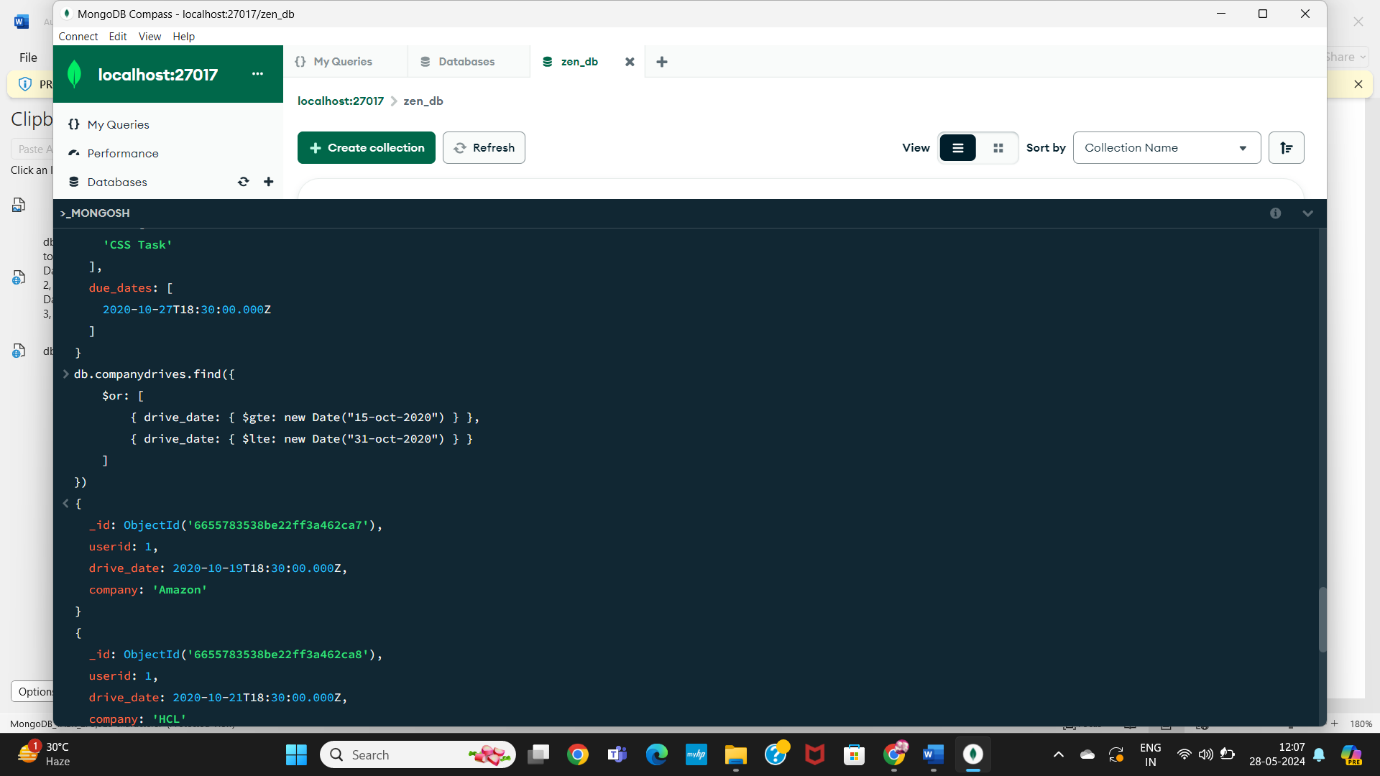 MongoDB Compass - localhost:27017/zen_db
Connect Edit View Help
File
localhost:27017 ...
{} My Queries
Databases
zen_db
localhost:27017 > zen_db
My Queries
Performance
Databases
Create collection
Refresh
View
Sort by
Collection Name
Paste A
>_MONGOSH
'CSS Task'
],
due_dates: [
2020-10-27T18:30:00.000Z
]
}
> db.companydrives.find({
$or: [
{ drive_date: { $gte: new Date("15-oct-2020") } },
{ drive_date: { $lte: new Date("31-oct-2020") } }
]
})
< {
_id: ObjectId('6655783538be22ff3a462ca7'),
userid: 1,
drive_date: 2020-10-19T18:30:00.000Z,
company: 'Amazon'
}
{
_id: ObjectId('6655783538be22ff3a462ca8'),
userid: 1,
drive_date: 2020-10-21T18:30:00.000Z,
company: 'HCL'
180%
1
30°C
Haze
Search
ENG
IN
12:07
28-05-2024